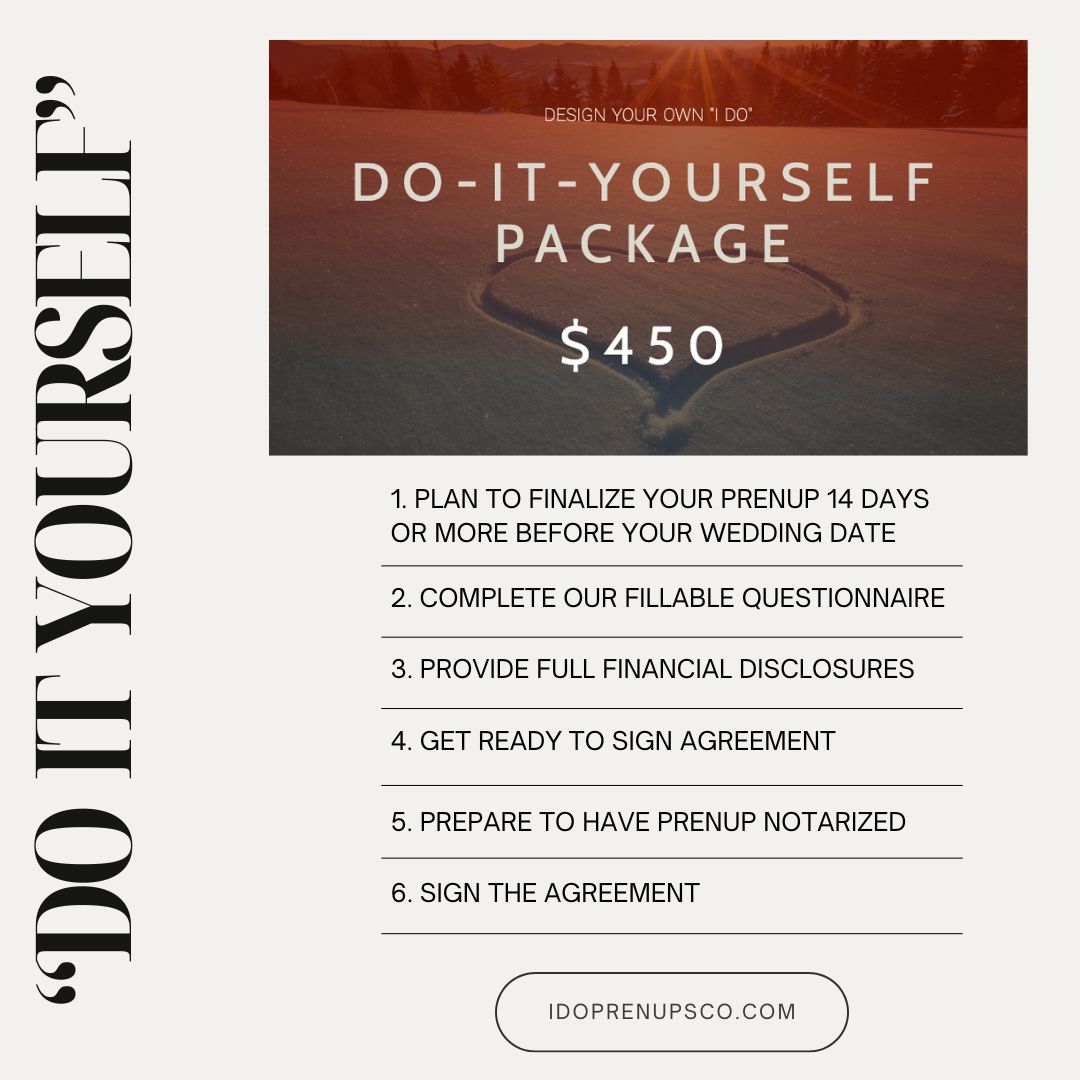 “DO IT YOURSELF”
DESIGN YOUR OWN "I DO"
DO-IT-YOURSELF
PACKAGE
$450
1. PLAN TO FINALIZE YOUR PRENUP 14 DAYS
OR MORE BEFORE YOUR WEDDING DATE
2. COMPLETE OUR FILLABLE QUESTIONNAIRE
3. PROVIDE FULL FINANCIAL DISCLOSURES
4. GET READY TO SIGN AGREEMENT
5. PREPARE TO HAVE PRENUP NOTARIZED
6. SIGN THE AGREEMENT
IDOPRENUPSCO.COM